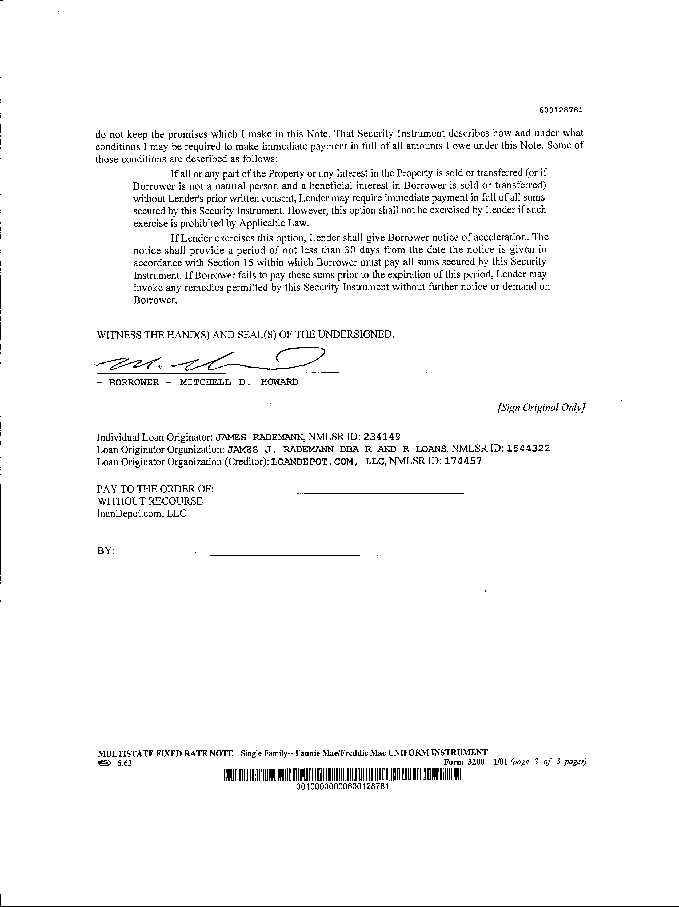 600128781
do not keep the promises which I make in this Note. That Security Instrument describes how and under what
conditions I may be required to make immediate payment in full of all amounts I owe under this Note. Some of
those conditions are described as follows:
If all or any part of the Property or any Interest in the Property is sold or transferred (or if
Borrower is not a natural person and a beneficial interest in Borrower is sold or transferred)
without Lender's prior written consent, Lender may require immediate payment in full of all sums
secured by this Security Instrument. However, this option shall not be exercised by Lender if such
exercise is prohibited by Applicable Law.
If Lender exercises this option, Lender shall give Borrower notice of acceleration. The
notice shall provide a period of not less than 30 days from the date the notice is given in
accordance with Section 15 within which Borrower must pay all sums secured by this Security
Instrument. If Borrower fails to pay these sums prior to the expiration of this period, Lender may
invoke any remedies permitted by this Security Instrument without further notice or demand on
Borrower.
WITNESS THE HAND(S) AND SEAL(S) OF THE UNDERSIGNED.
- BORROWER - MITCHELL D. HOWARD
[Sign Original Only]
Individual Loan Originator: JAMES RADEMANN, NMLSR ID: 234149
Loan Originator Organization: JAMES J. RADEMANN DBA R AND R LOANS, NMLSR ID: 1544322
Loan Originator Organization (Creditor): LOANDEPOT.COM, LLC, NMLSR ID: 174457
PAY TO THE ORDER OF:
WITHOUT RECOURSE
loanDepot.com, LLC
BY:
MULTISTATE FIXED RATE NOTE Single Family-- Fannie Mae/Freddie Mac UNIFORM INSTRUMENT
Form 3200 1/01 (page 3 of 3 pages)